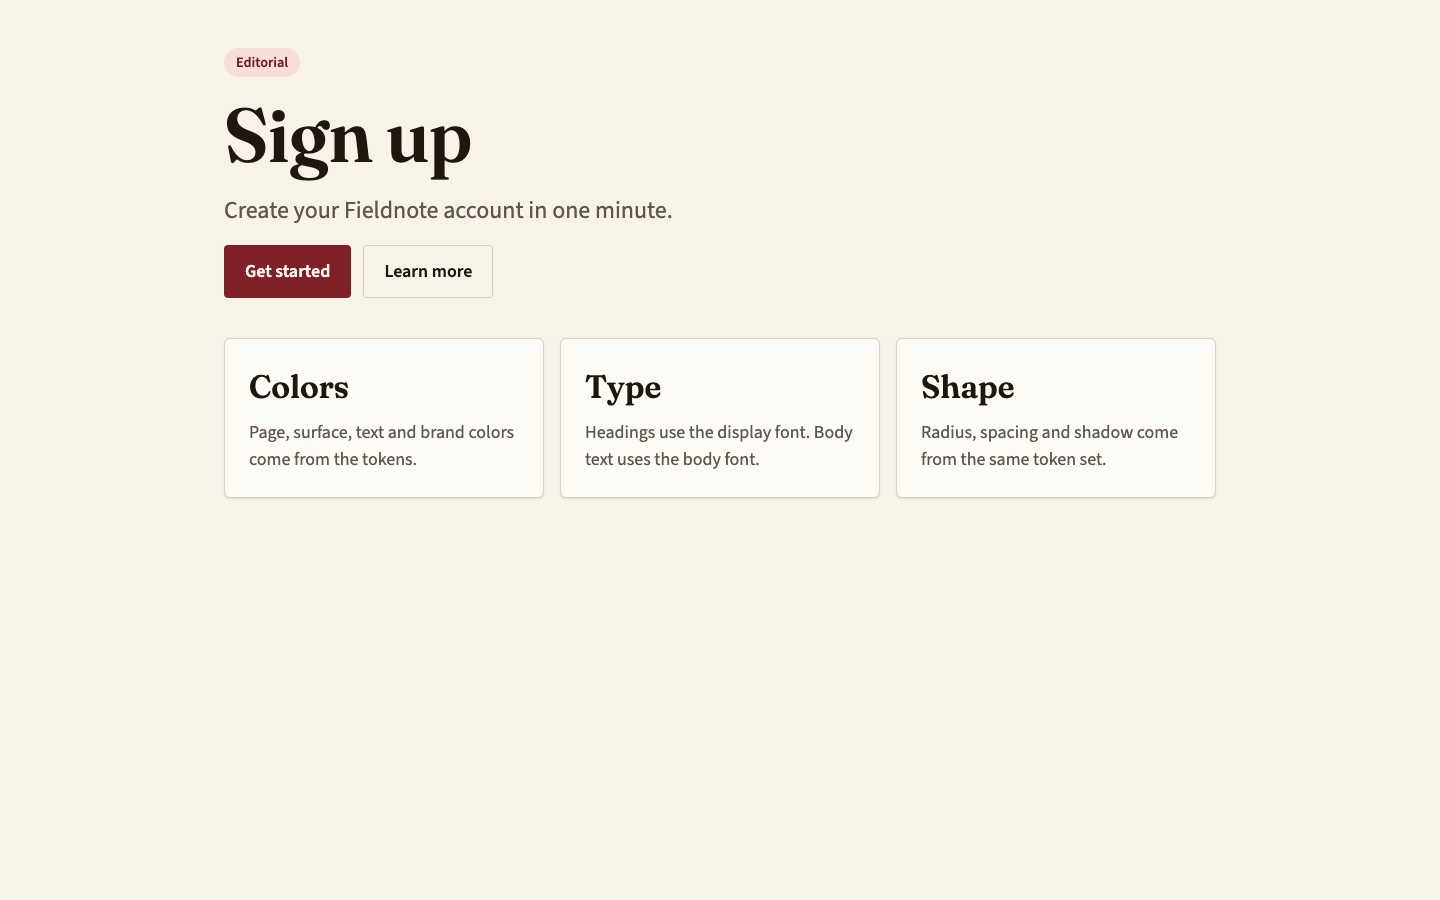 Editorial
Sign up
Create your Fieldnote account in one minute.
Get started
Learn more
Colors
Page, surface, text and brand colors
come from the tokens.
Type
Headings use the display font. Body
text uses the body font.
Shape
Radius, spacing and shadow come
from the same token set.